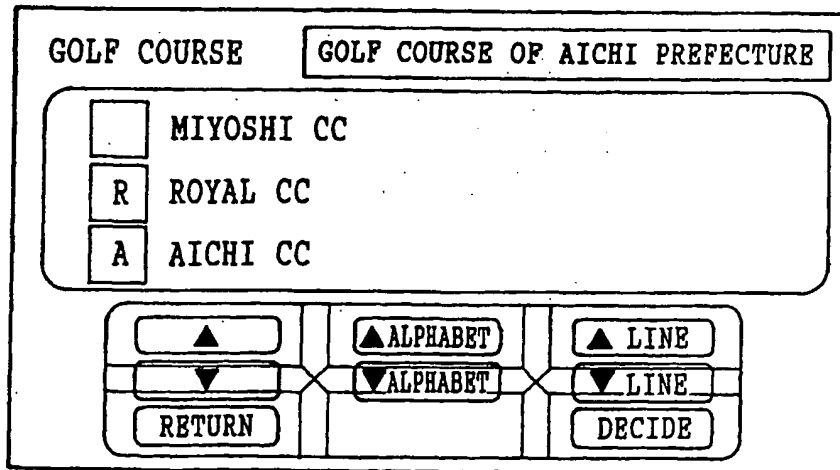 GOLF COURSE GOLF COURSE OF AICHI PREFECTURE
MIYOSHI CC
R ROYAL CC
A AICHI CC
▲ ▲ALPHABET ▲ LINE
▼ ▼ALPHABET ▼ LINE
RETURN DECIDE